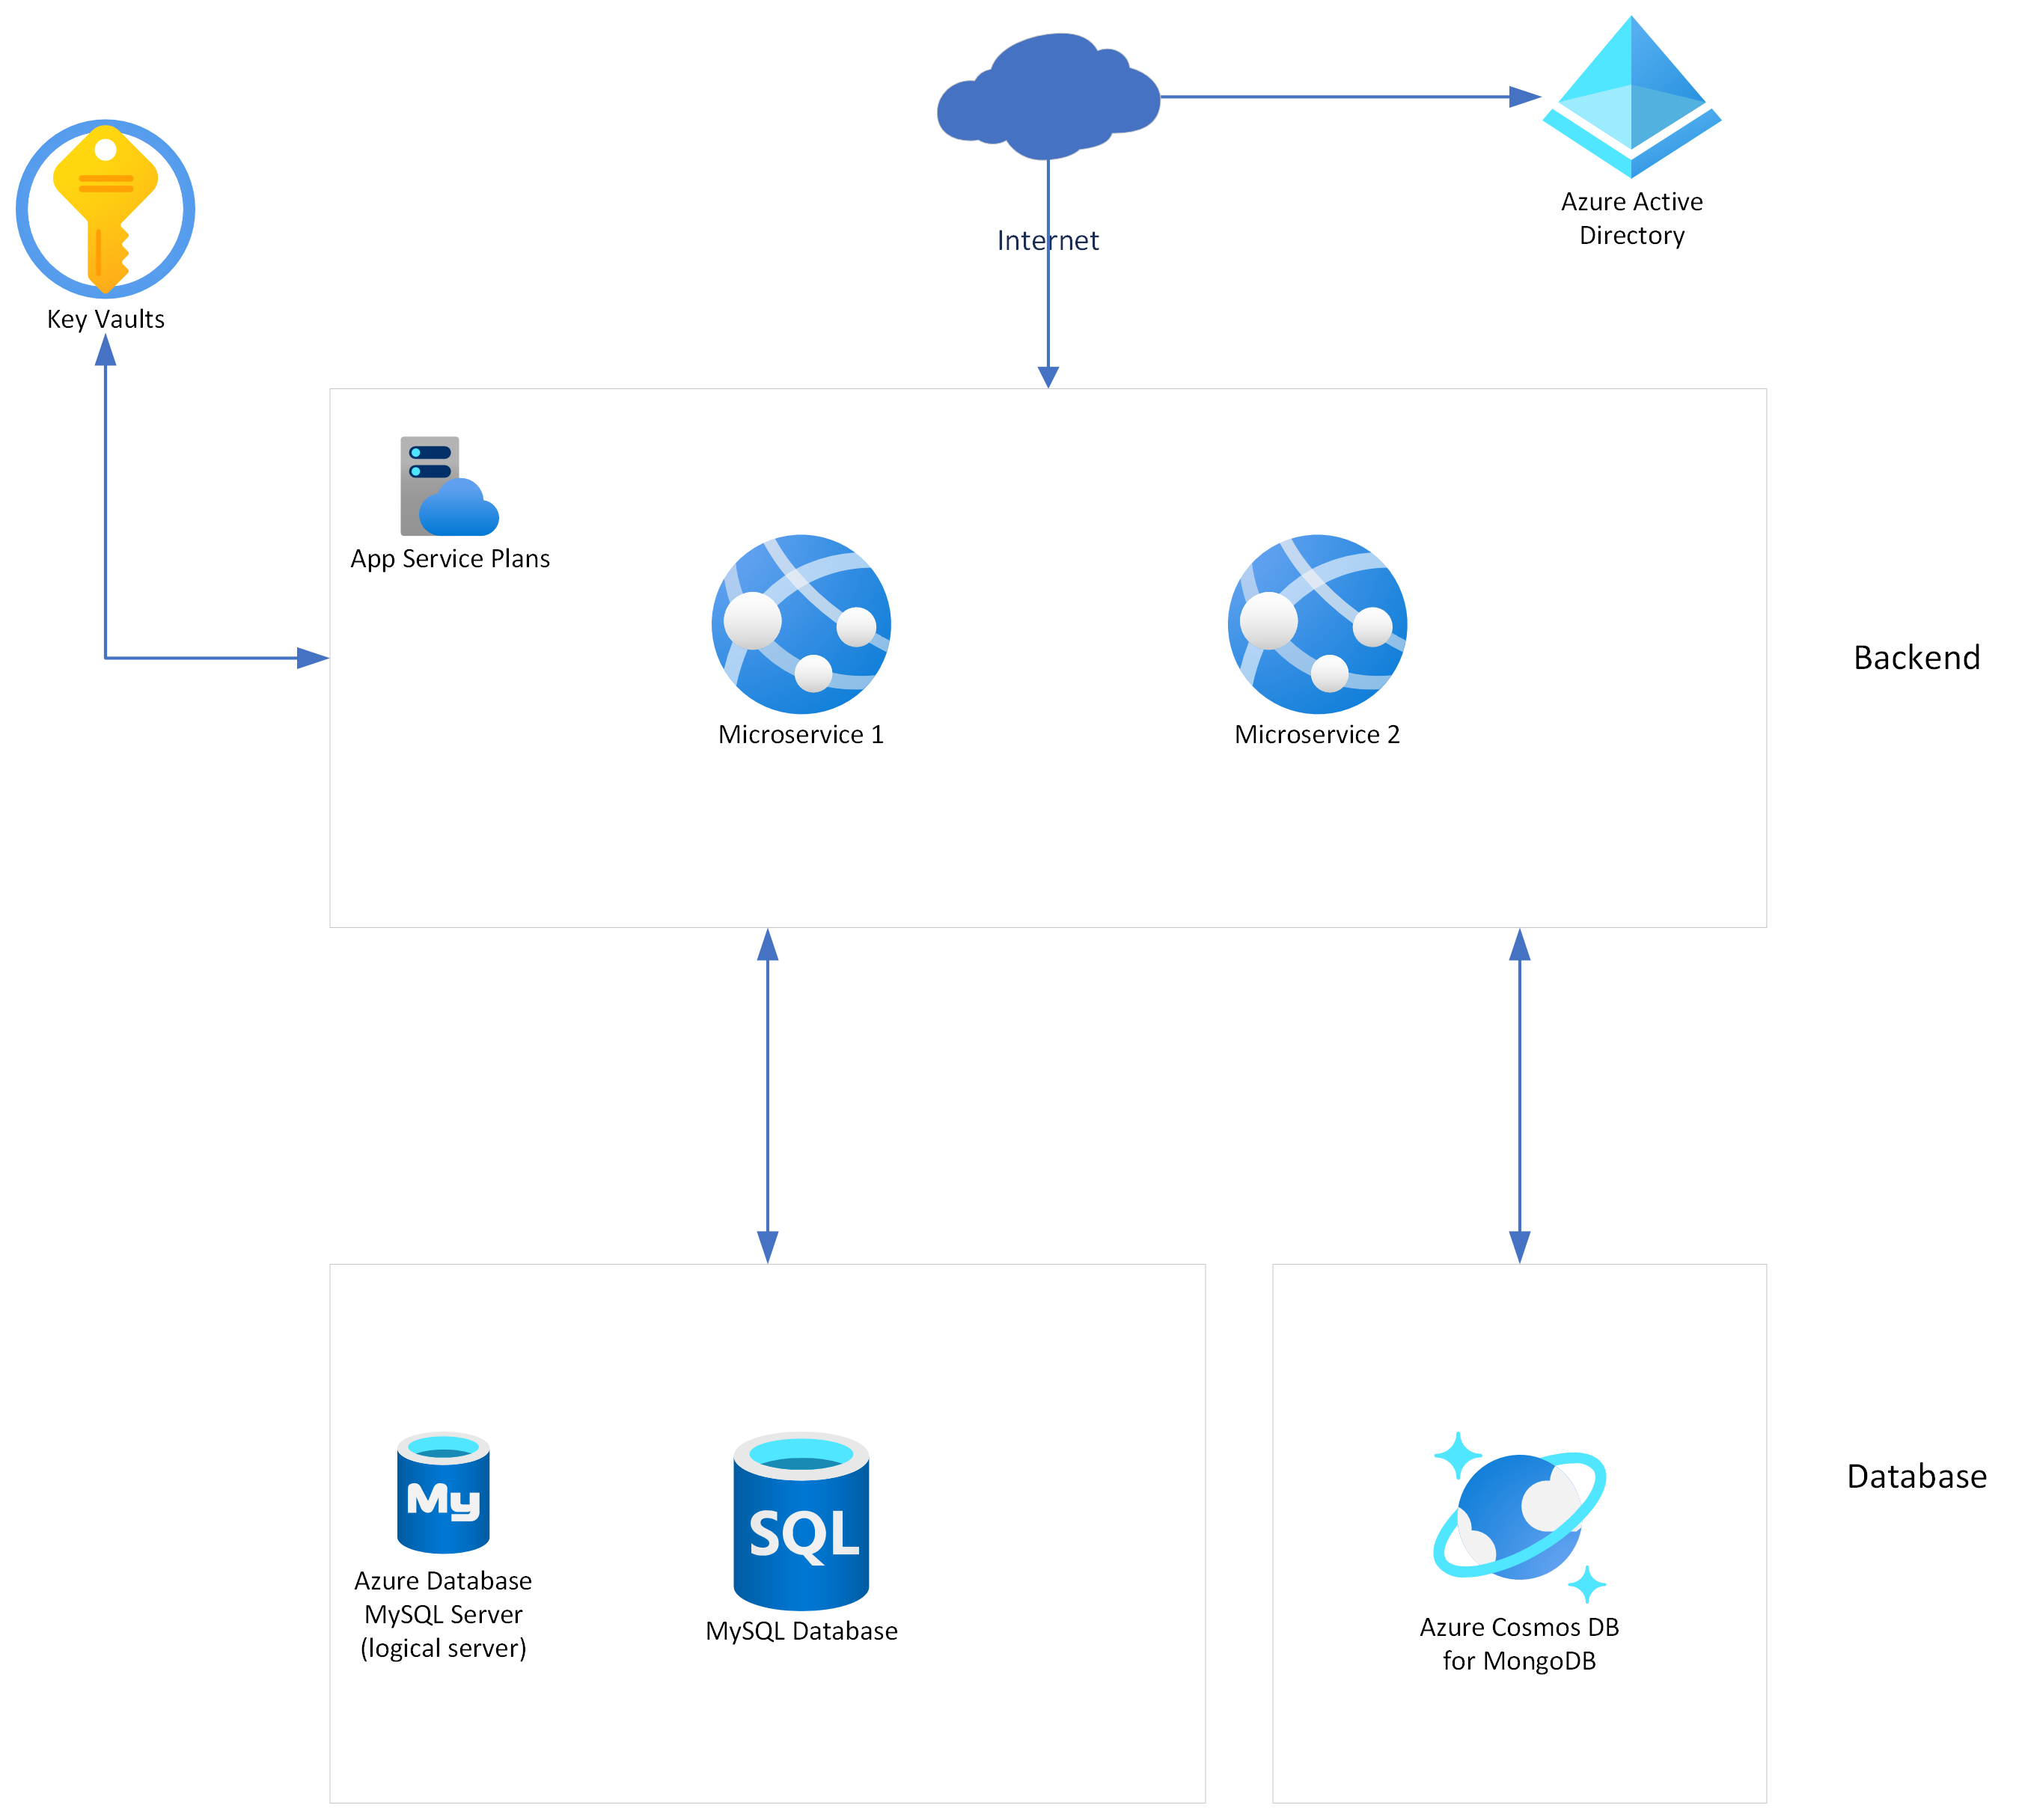 Azure Active
Directory
Internet
Key Vaults
App Service Plans
Microservice 1
Microservice 2
Backend
My
SQL
Azure Database
MySQL Server
(logical server)
MySQL Database
Azure Cosmos DB
for MongoDB
Database